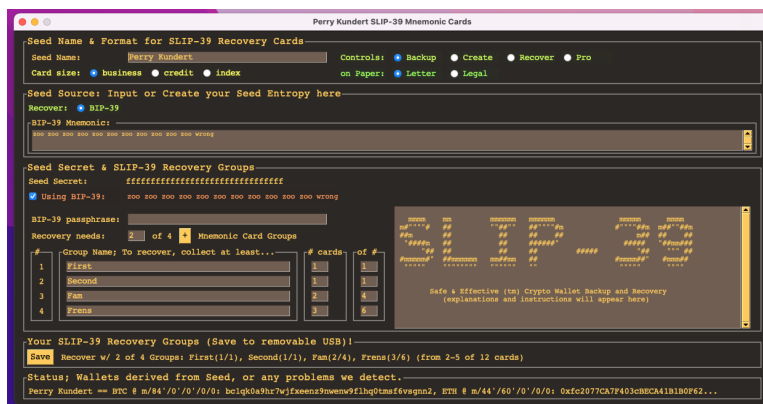 Perry Kundert SLIP-39 Mnemonic Cards
Seed Name & Format for SLIP-39 Recovery Cards
Seed Name: Perry Kundert Controls: Backup Create Recover Pro
Card size: business credit index on Paper: Letter Legal
Seed Source: Input or Create your Seed Entropy here
Recover: BIP-39
BIP-39 Mnemonic:
zoo zoo zoo zoo zoo zoo zoo zoo zoo zoo zoo wrong
Seed Secret & SLIP-39 Recovery Groups
Seed Secret: ffffffffffffffffffffffffffffffff
Using BIP-39: zoo zoo zoo zoo zoo zoo zoo zoo zoo zoo zoo wrong
BIP-39 passphrase:
Recovery needs: 2 of 4 + Mnemonic Card Groups
# Group Name; To recover, collect at least... # cards of #
1 First 1 1
2 Second 1 1
3 Fam 2 4
4 Frens 3 6
SLIP-39
Safe & Effective (tm) Crypto Wallet Backup and Recovery
(explanations and instructions will appear here)
Your SLIP-39 Recovery Groups (Save to removable USB)!
Save Recover w/ 2 of 4 Groups: First(1/1), Second(1/1), Fam(2/4), Frens(3/6) (from 2-5 of 12 cards)
Status; Wallets derived from Seed, or any problems we detect.
Perry Kundert == BTC @ m/84'/0'/0'/0/0: bc1qk0a9hr7wjfxeenz9nwenw9flhq0tmsf6vsgnn2, ETH @ m/44'/60'/0'/0/0: 0xfc2077CA7F403cBECA41B1B0F62...